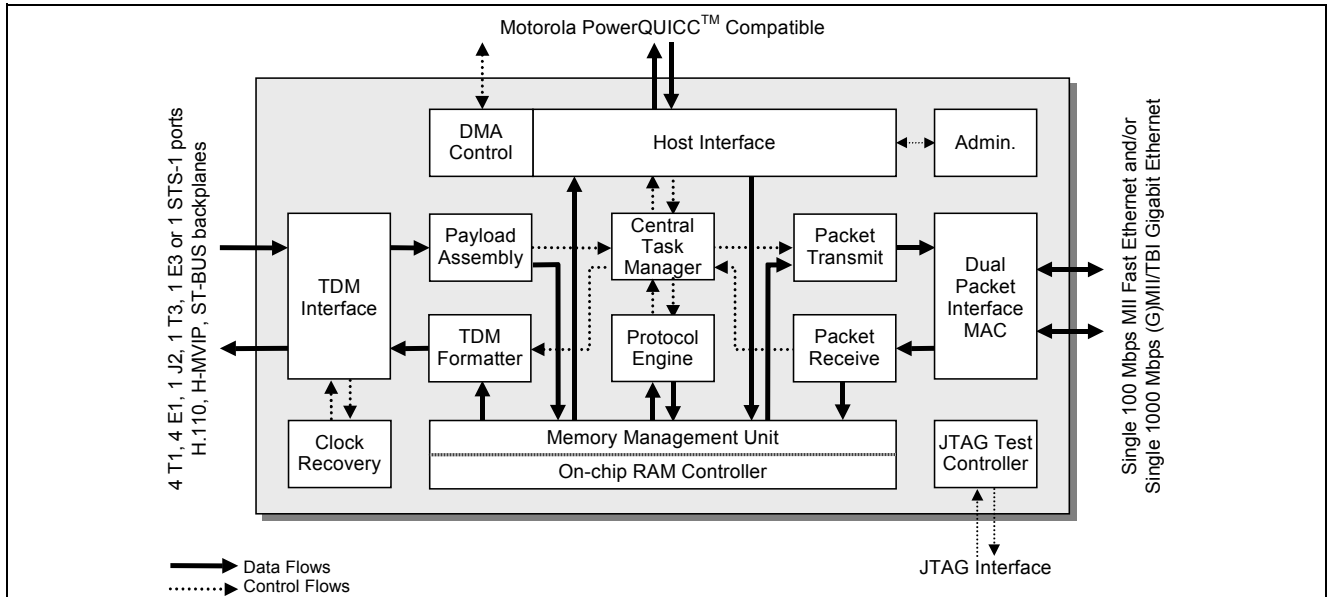 Motorola PowerQUICC™ Compatible
DMA
Control
Host Interface
Admin.
4 T1, 4 E1, 1 J2, 1 T3, 1 E3 or 1 STS-1 ports
H.110, H-MVIP, ST-BUS backplanes
TDM
Interface
Payload
Assembly
Central
Task
Manager
Packet
Transmit
Dual
Packet
Interface
MAC
Single 100 Mbps MII Fast Ethernet and/or
Single 1000 Mbps (G)MII/TBI Gigabit Ethernet
TDM
Formatter
Protocol
Engine
Packet
Receive
Clock
Recovery
Memory Management Unit
On-chip RAM Controller
JTAG Test
Controller
Data Flows
Control Flows
JTAG Interface